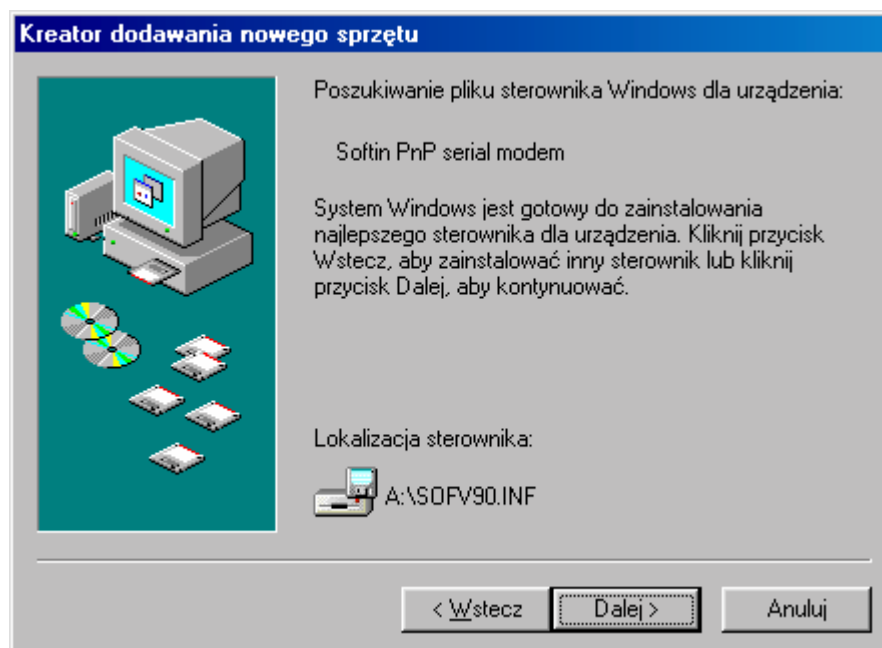 Kreator dodawania nowego sprzętu
Poszukiwanie pliku sterownika Windows dla urządzenia:
Softin PnP serial modem
System Windows jest gotowy do zainstalowania
najlepszego sterownika dla urządzenia. Kliknij przycisk
Wstecz, aby zainstalować inny sterownik lub kliknij
przycisk Dalej, aby kontynuować.
Lokalizacja sterownika:
A:\SOFV90.INF
< Wstecz
Dalej >
Anuluj